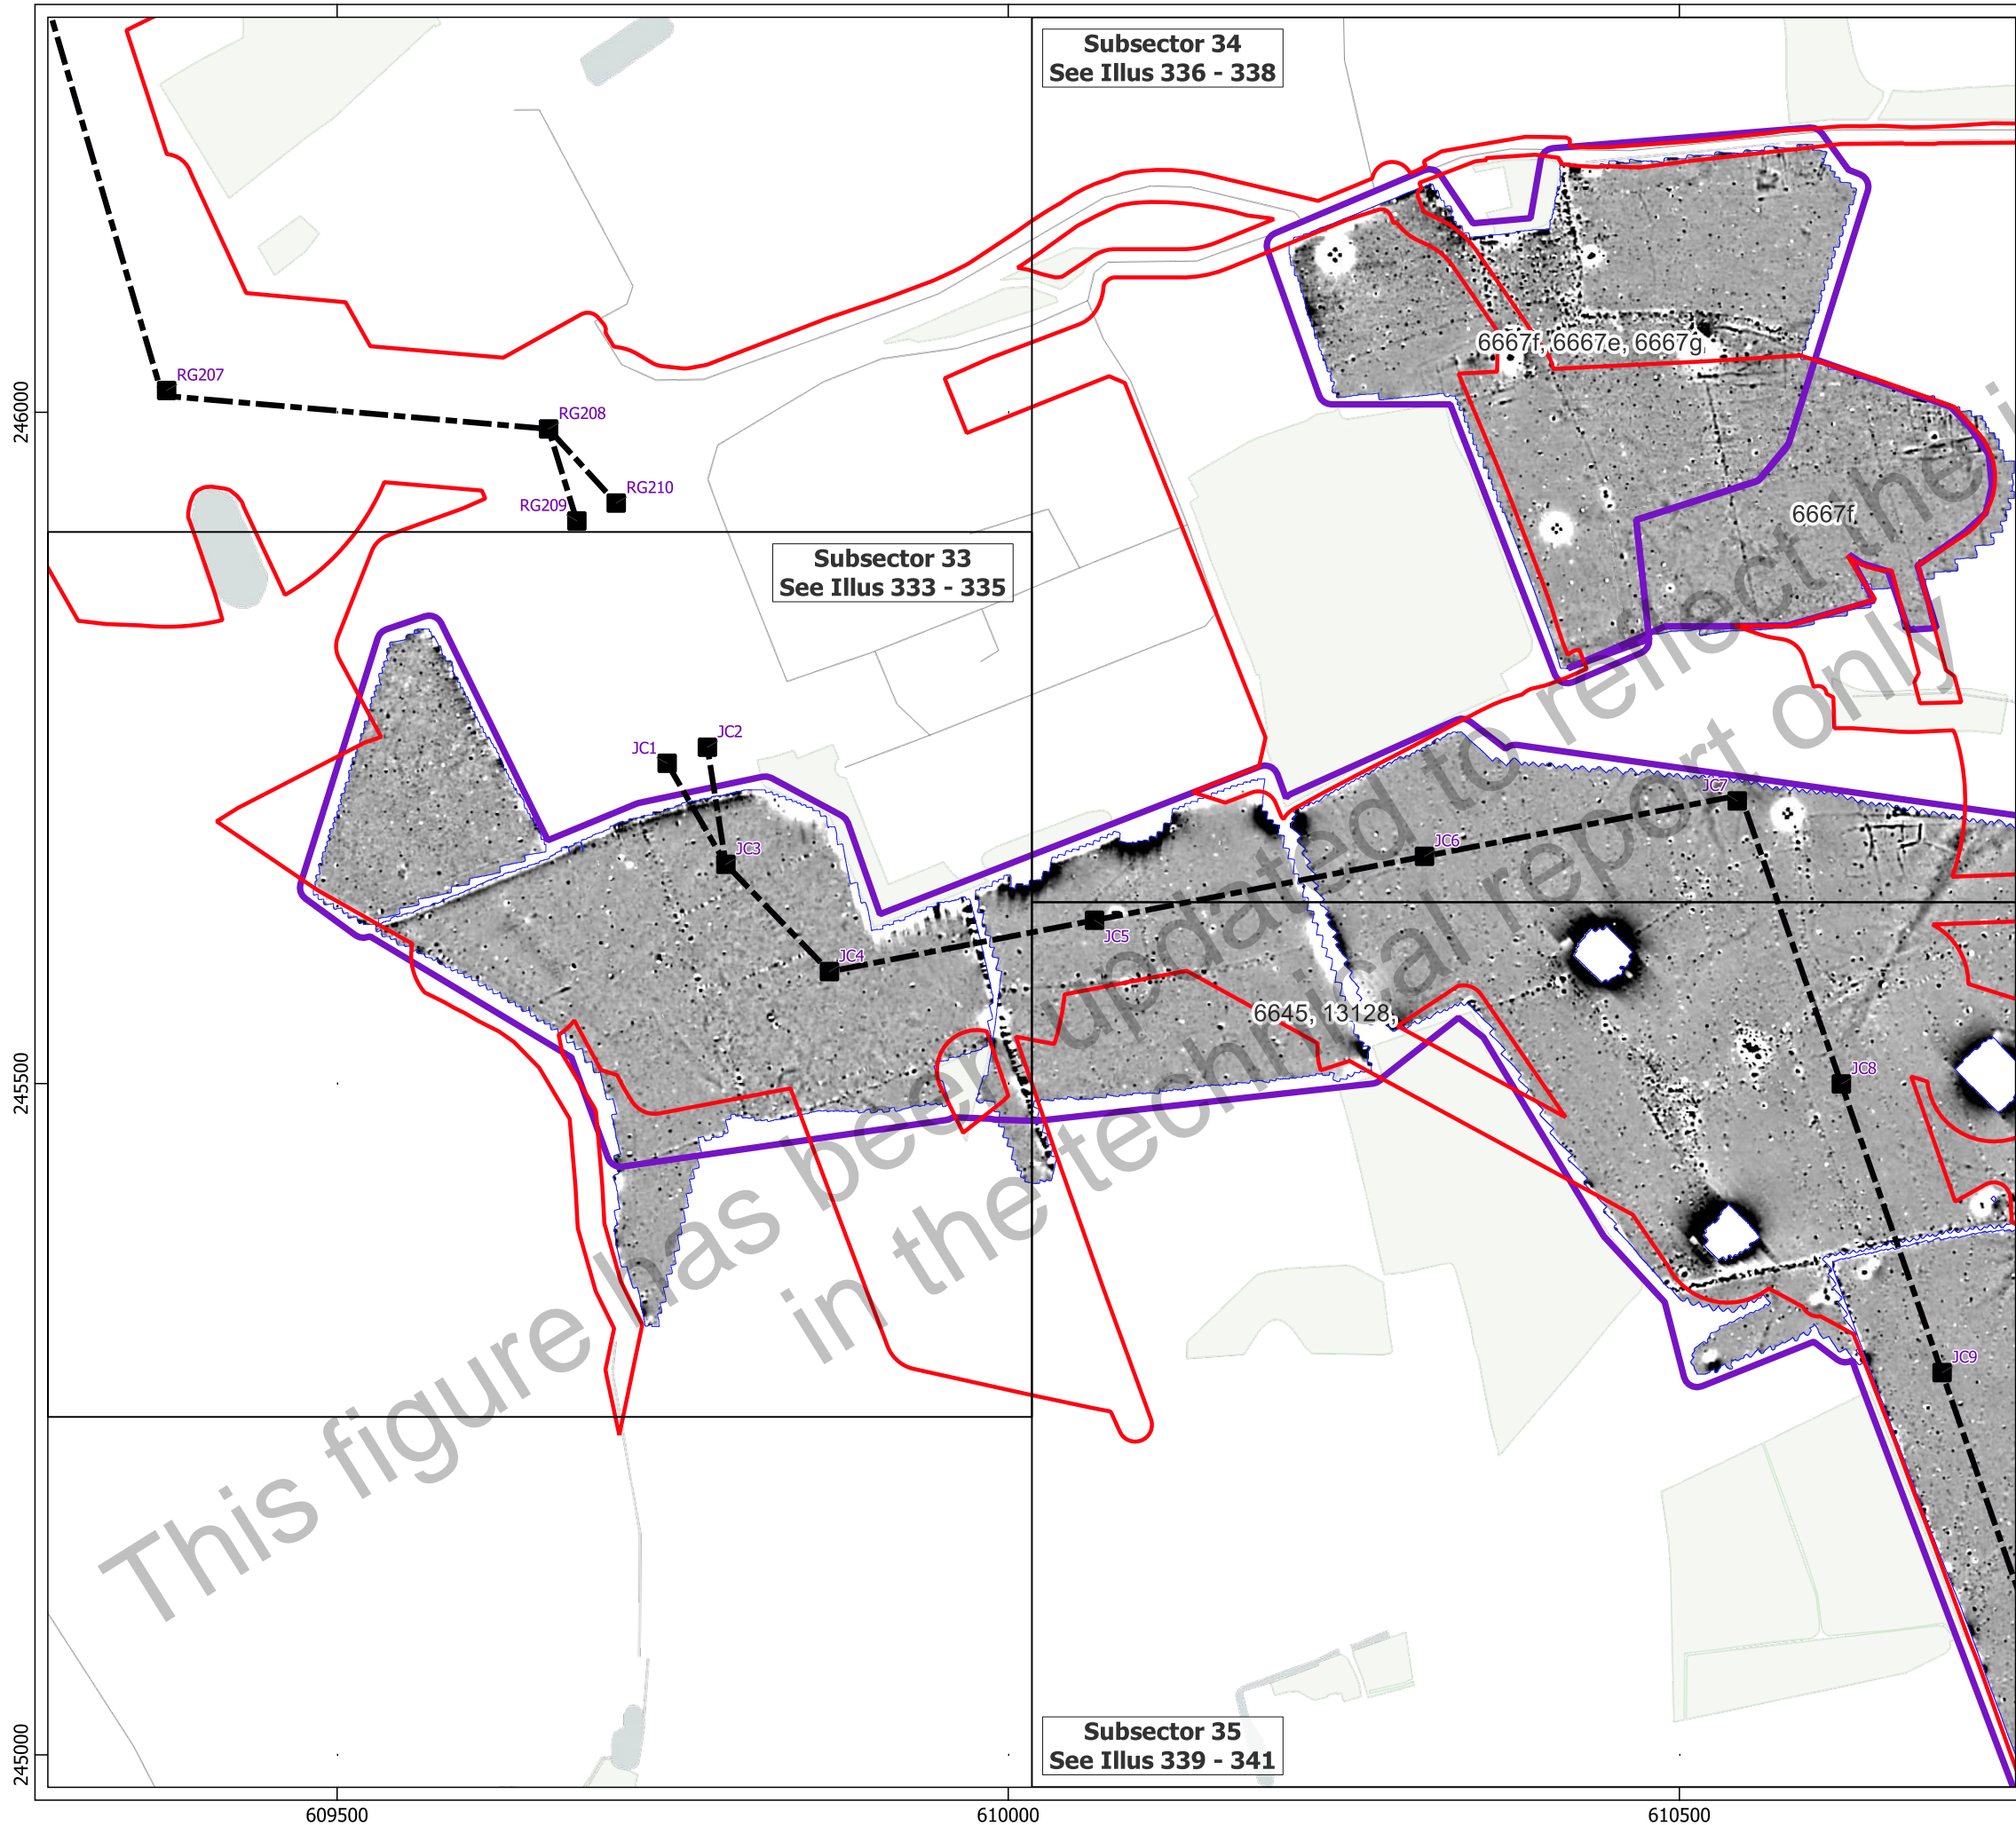 Subsector 34
See Illus 336 - 338
RG207
RG208
RG209
RG210
6667f, 6667e, 6667g
6667f
Subsector 33
See Illus 333 - 335
JC1
JC2
JC3
JC4
JC5
JC6
JC7
JC8
JC9
6645, 13128,
This figure has been updated to reflect the
in the technical report only
Subsector 35
See Illus 339 - 341
246000
245500
245000
609500
610000
610500